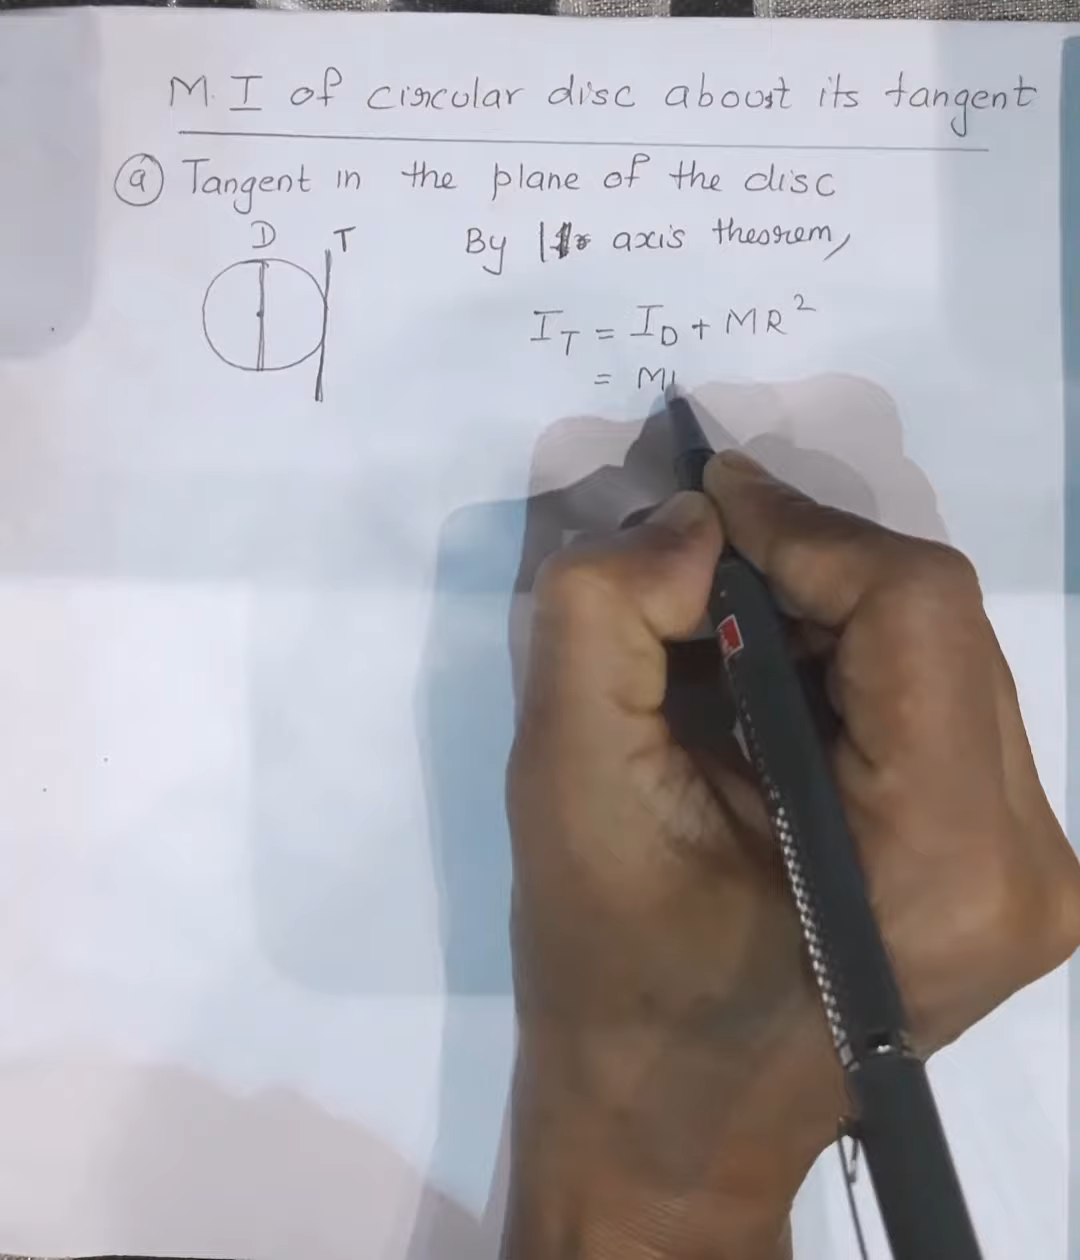 M. I of circular disc about its tangent
(a) Tangent in the plane of the disc
D T
By axis theorem,
I_T = I_D + MR²
= M